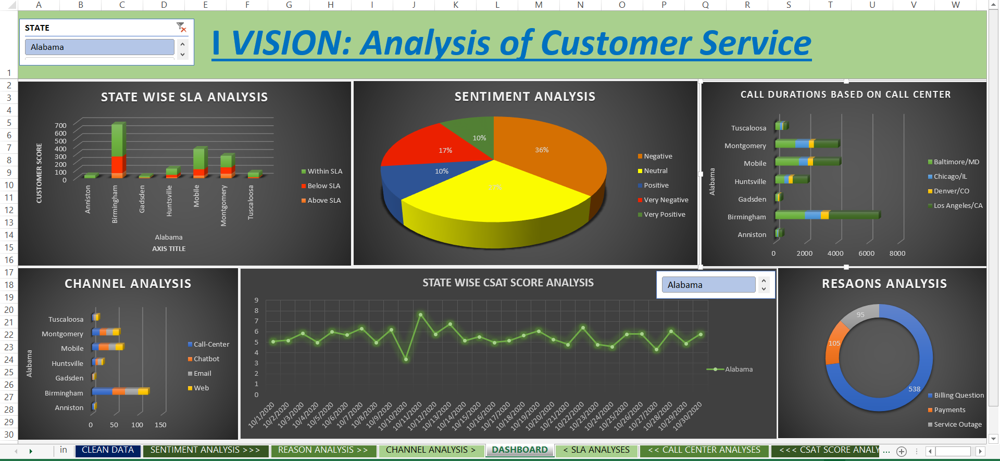 A B C D E F G H I J K L M N O P Q R S T U V W
STATE
Alabama
I VISION: Analysis of Customer Service
1
2
3
4
5
6
7
8
9
10
11
12
13
14
15
16
17
18
19
20
21
22
23
24
25
26
27
28
29
30
STATE WISE SLA ANALYSIS
CUSTOMER SCORE
700
600
500
400
300
200
100
0
Anniston
Birmingham
Gadsden
Huntsville
Mobile
Montgomery
Tuscaloosa
Alabama
AXIS TITLE
Within SLA
Below SLA
Above SLA
SENTIMENT ANALYSIS
10%
17%
36%
10%
27%
Negative
Neutral
Positive
Very Negative
Very Positive
CALL DURATIONS BASED ON CALL CENTER
Alabama
Tuscaloosa
Montgomery
Mobile
Huntsville
Gadsden
Birmingham
Anniston
0 2000 4000 6000 8000
Baltimore/MD
Chicago/IL
Denver/CO
Los Angeles/CA
CHANNEL ANALYSIS
Alabama
Tuscaloosa
Montgomery
Mobile
Huntsville
Gadsden
Birmingham
Anniston
0 50 100 150
Call-Center
Chatbot
Email
Web
STATE WISE CSAT SCORE ANALYSIS
Alabama
9
8
7
6
5
4
3
2
1
0
10/1/2020
10/2/2020
10/3/2020
10/4/2020
10/5/2020
10/6/2020
10/7/2020
10/8/2020
10/9/2020
10/10/2020
10/11/2020
10/12/2020
10/13/2020
10/14/2020
10/15/2020
10/16/2020
10/17/2020
10/18/2020
10/19/2020
10/20/2020
10/21/2020
10/22/2020
10/23/2020
10/24/2020
10/25/2020
10/26/2020
10/27/2020
10/28/2020
10/29/2020
10/30/2020
Alabama
RESAONS ANALYSIS
95
105
538
Billing Question
Payments
Service Outage
in CLEAN DATA SENTIMENT ANALYSIS >>> REASON ANALYSIS >> CHANNEL ANALYSIS > DASHBOARD < SLA ANALYSES << CALL CENTER ANALYSES <<< CSAT SCORE ANALY ...